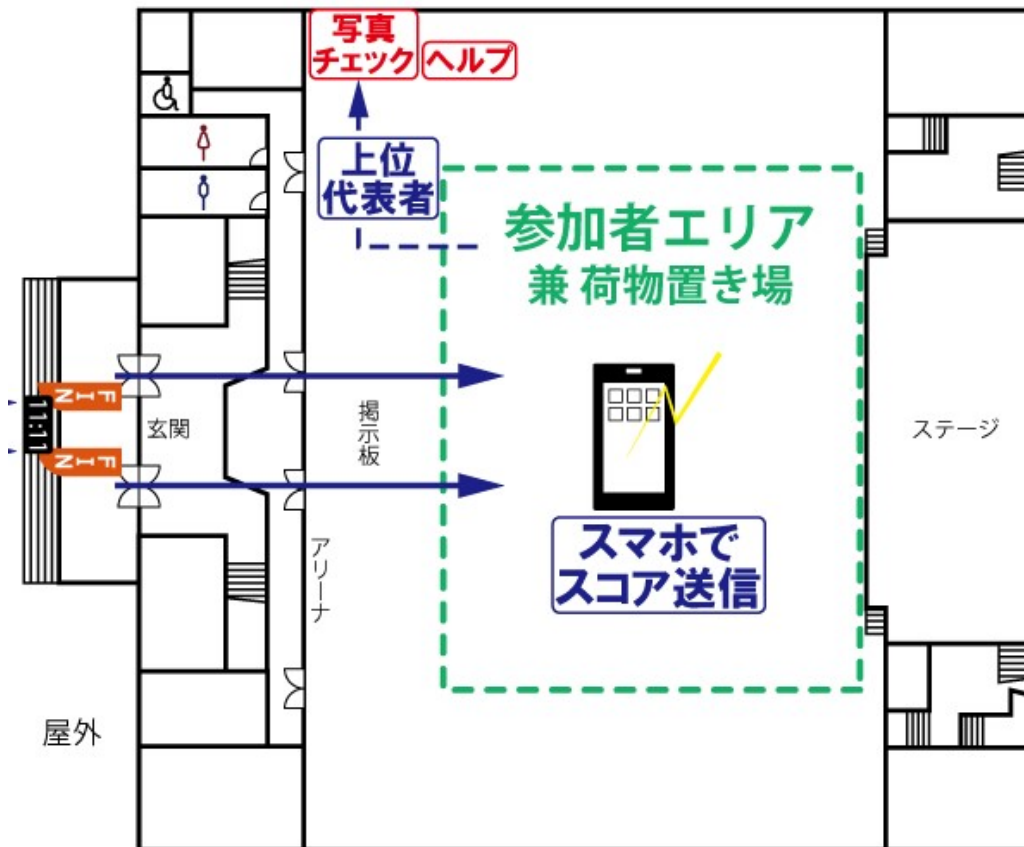 写真
チェック
ヘルプ
上位
代表者
参加者エリア
兼 荷物置き場
FIN
11:11
FIN
玄関
掲示板
ステージ
スマホで
スコア送信
アリーナ
屋外